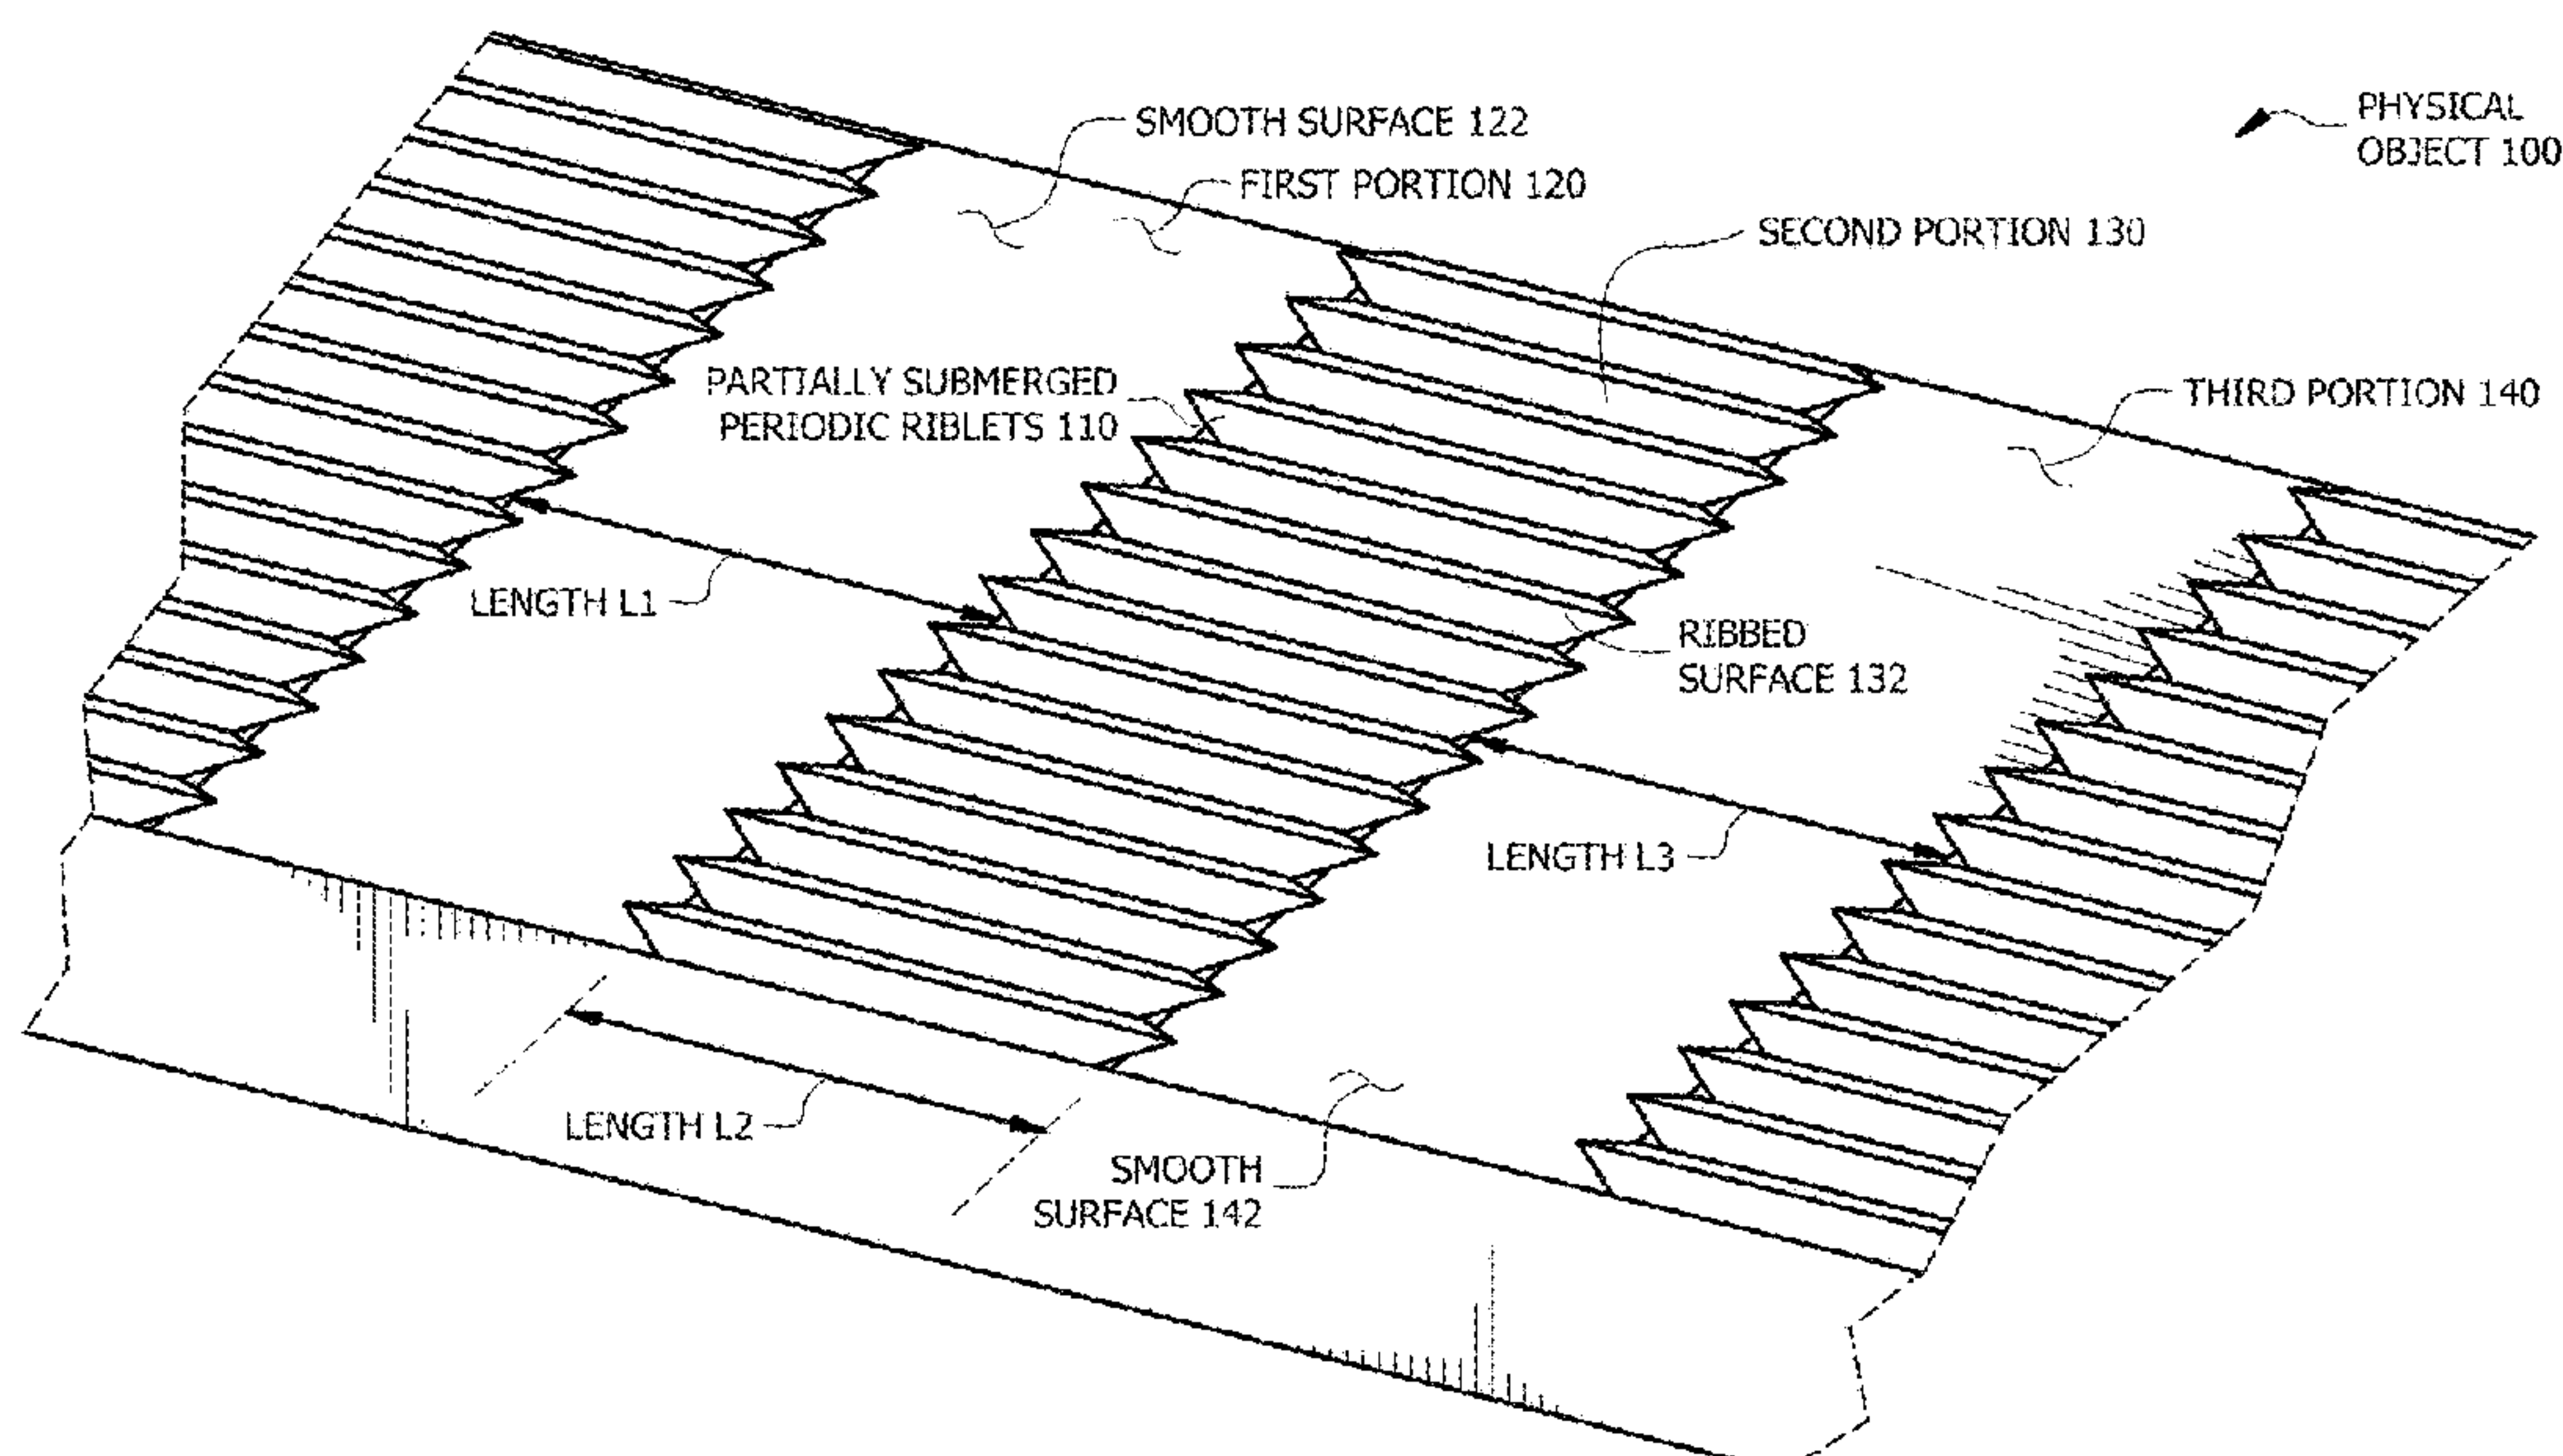 SMOOTH SURFACE 122
PHYSICAL
OBJECT 100
FIRST PORTION 120
SECOND PORTION 130
PARTIALLY SUBMERGED
PERIODIC RIBLETS 110
THIRD PORTION 140
LENGTH L1
RIBBED
SURFACE 132
LENGTH L3
LENGTH L2
SMOOTH
SURFACE 142